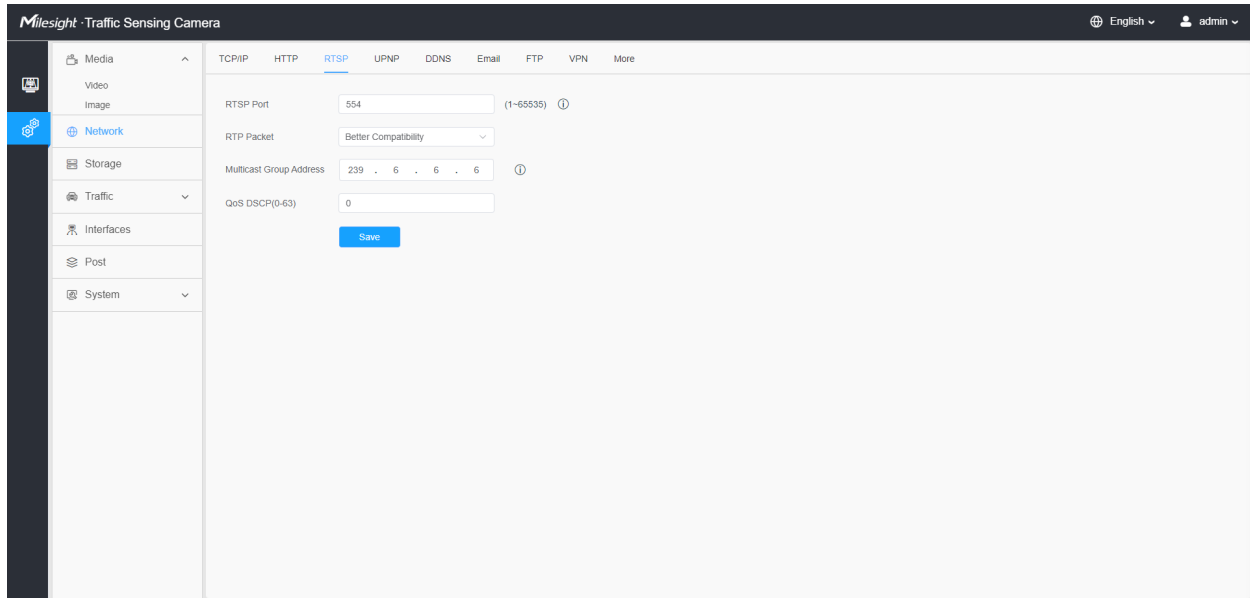 Milesight · Traffic Sensing Camera
English
admin
Media
Video
Image
Network
Storage
Traffic
Interfaces
Post
System
TCP/IP HTTP RTSP UPNP DDNS Email FTP VPN More
RTSP Port 554 (1~65535)
RTP Packet Better Compatibility
Multicast Group Address 239 . 6 . 6 . 6
QoS DSCP(0-63) 0
Save